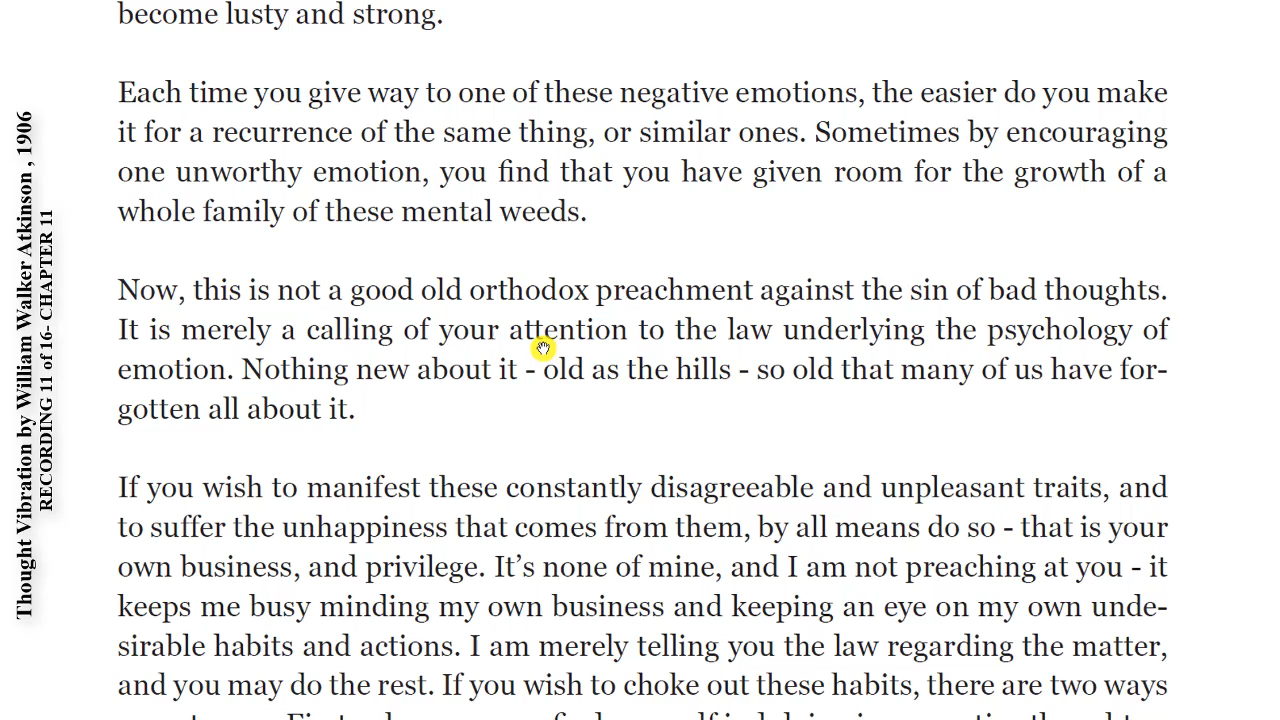 become lusty and strong.
Each time you give way to one of these negative emotions, the easier do you make
it for a recurrence of the same thing, or similar ones. Sometimes by encouraging
one unworthy emotion, you find that you have given room for the growth of a
whole family of these mental weeds.
Now, this is not a good old orthodox preachment against the sin of bad thoughts.
It is merely a calling of your attention to the law underlying the psychology of
emotion. Nothing new about it - old as the hills - so old that many of us have for-
gotten all about it.
If you wish to manifest these constantly disagreeable and unpleasant traits, and
to suffer the unhappiness that comes from them, by all means do so - that is your
own business, and privilege. It’s none of mine, and I am not preaching at you - it
keeps me busy minding my own business and keeping an eye on my own unde-
sirable habits and actions. I am merely telling you the law regarding the matter,
and you may do the rest. If you wish to choke out these habits, there are two ways
Thought Vibration by William Walker Atkinson , 1906
RECORDING 11 of 16- CHAPTER 11